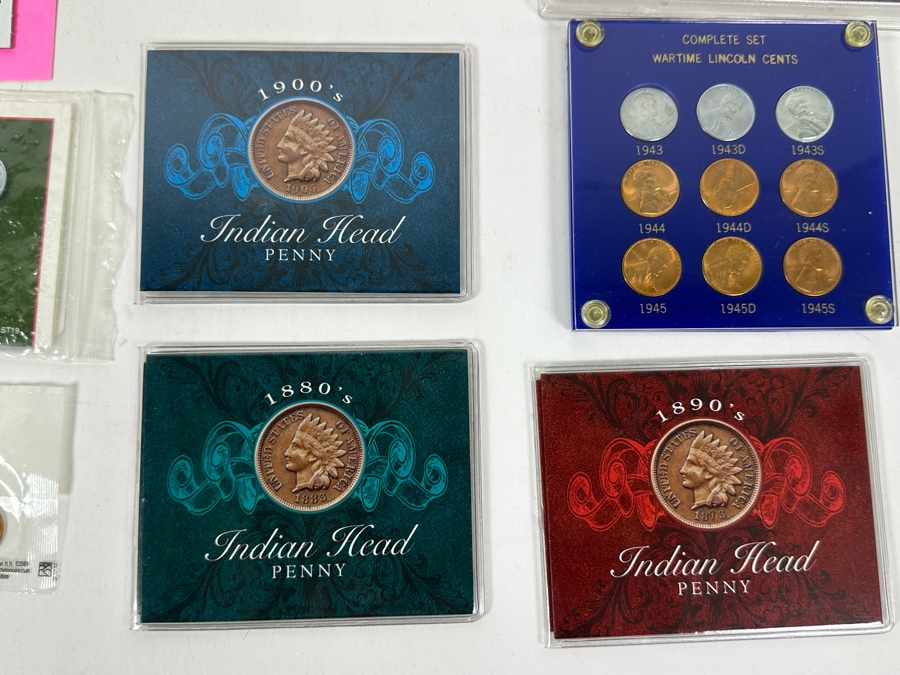 1900's
UNITED STATES OF AMERICA
1905
Indian Head
PENNY
COMPLETE SET
WARTIME LINCOLN CENTS
1943 1943D 1943S
1944 1944D 1944S
1945 1945D 1945S
1880's
UNITED STATES OF AMERICA
1883
Indian Head
PENNY
1890's
UNITED STATES OF AMERICA
Indian Head
PENNY